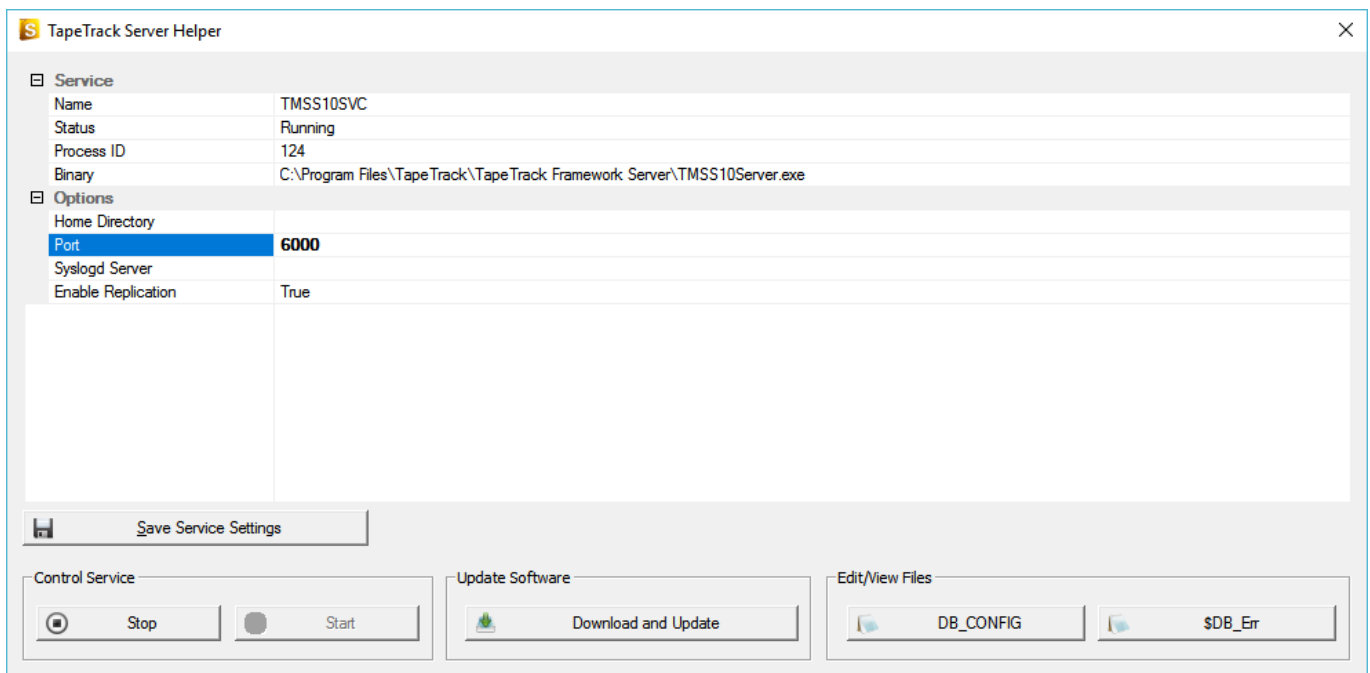 S TapeTrack Server Helper
Service
Name TMSS10SVC
Status Running
Process ID 124
Binary C:\Program Files\TapeTrack\TapeTrack Framework Server\TMSS10Server.exe
Options
Home Directory
Port 6000
Syslogd Server
Enable Replication True
Save Service Settings
Control Service Update Software Edit/View Files
Stop Start Download and Update DB_CONFIG $DB_Err